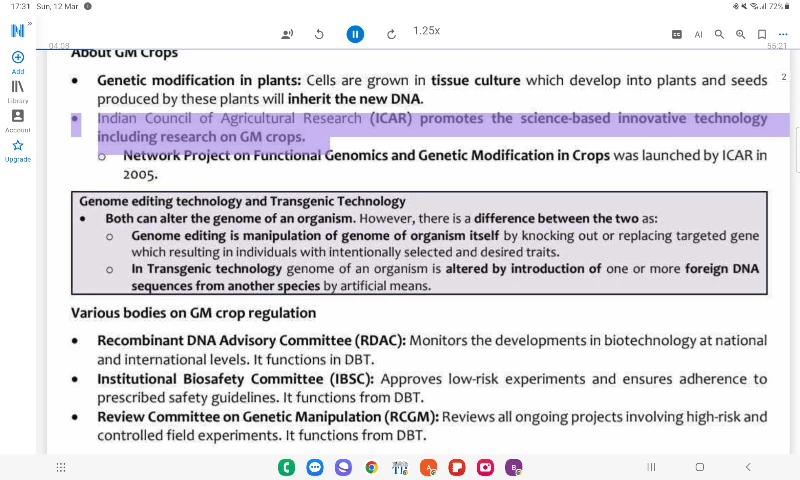 17:31 Sun, 12 Mar
72%
N »
1.25x
CC
AI
04:08
55:21
Add
Library
Account
Upgrade
2
About GM Crops
• Genetic modification in plants: Cells are grown in tissue culture which develop into plants and seeds
produced by these plants will inherit the new DNA.
• Indian Council of Agricultural Research (ICAR) promotes the science-based innovative technology
including research on GM crops.
o Network Project on Functional Genomics and Genetic Modification in Crops was launched by ICAR in
2005.
Genome editing technology and Transgenic Technology
• Both can alter the genome of an organism. However, there is a difference between the two as:
o Genome editing is manipulation of genome of organism itself by knocking out or replacing targeted gene
which resulting in individuals with intentionally selected and desired traits.
o In Transgenic technology genome of an organism is altered by introduction of one or more foreign DNA
sequences from another species by artificial means.
Various bodies on GM crop regulation
• Recombinant DNA Advisory Committee (RDAC): Monitors the developments in biotechnology at national
and international levels. It functions in DBT.
• Institutional Biosafety Committee (IBSC): Approves low-risk experiments and ensures adherence to
prescribed safety guidelines. It functions from DBT.
• Review Committee on Genetic Manipulation (RCGM): Reviews all ongoing projects involving high-risk and
controlled field experiments. It functions from DBT.